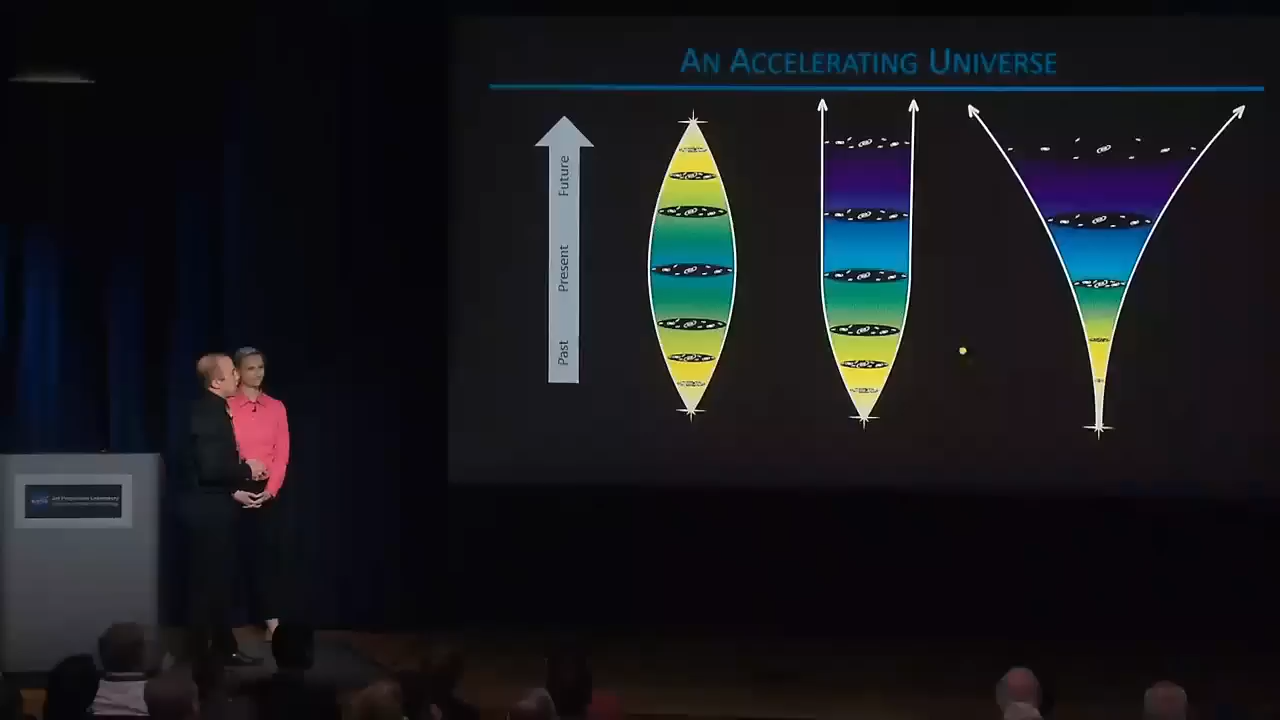 AN ACCELERATING UNIVERSE
Future
Present
Past
Jet Propulsion Laboratory